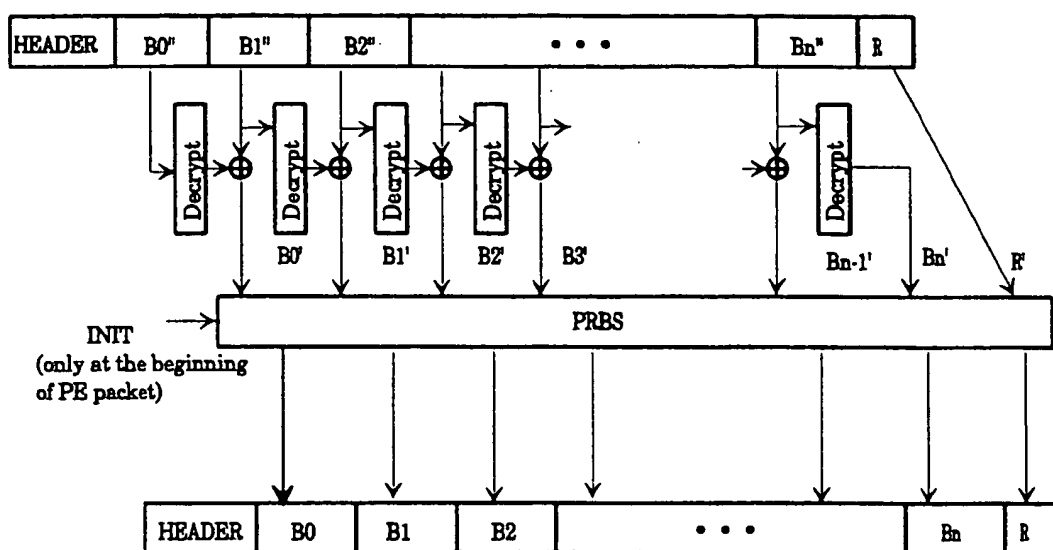 HEADER B0" B1" B2" • • • Bn" R
Decrypt Decrypt Decrypt Decrypt Decrypt
B0' B1' B2' B3' Bn-1' Bn' R'
PRBS
INIT
(only at the beginning
of PE packet)
HEADER B0 B1 B2 • • • Bn R